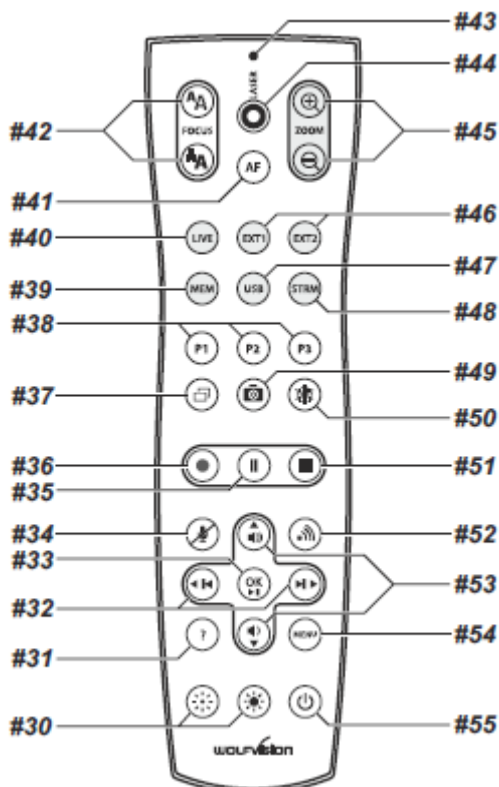 #43
LASER
#44
#42
FOCUS
ZOOM
#45
AF
#41
#46
#40
LIVE
EXT1
EXT2
#47
#39
MEM
USB
STRM
#48
#38
P1
P2
P3
#49
#37
#50
#36
#51
#35
#34
#52
#33
OK
#53
#32
#54
#31
?
MENU
#30
#55
WOLFVISION